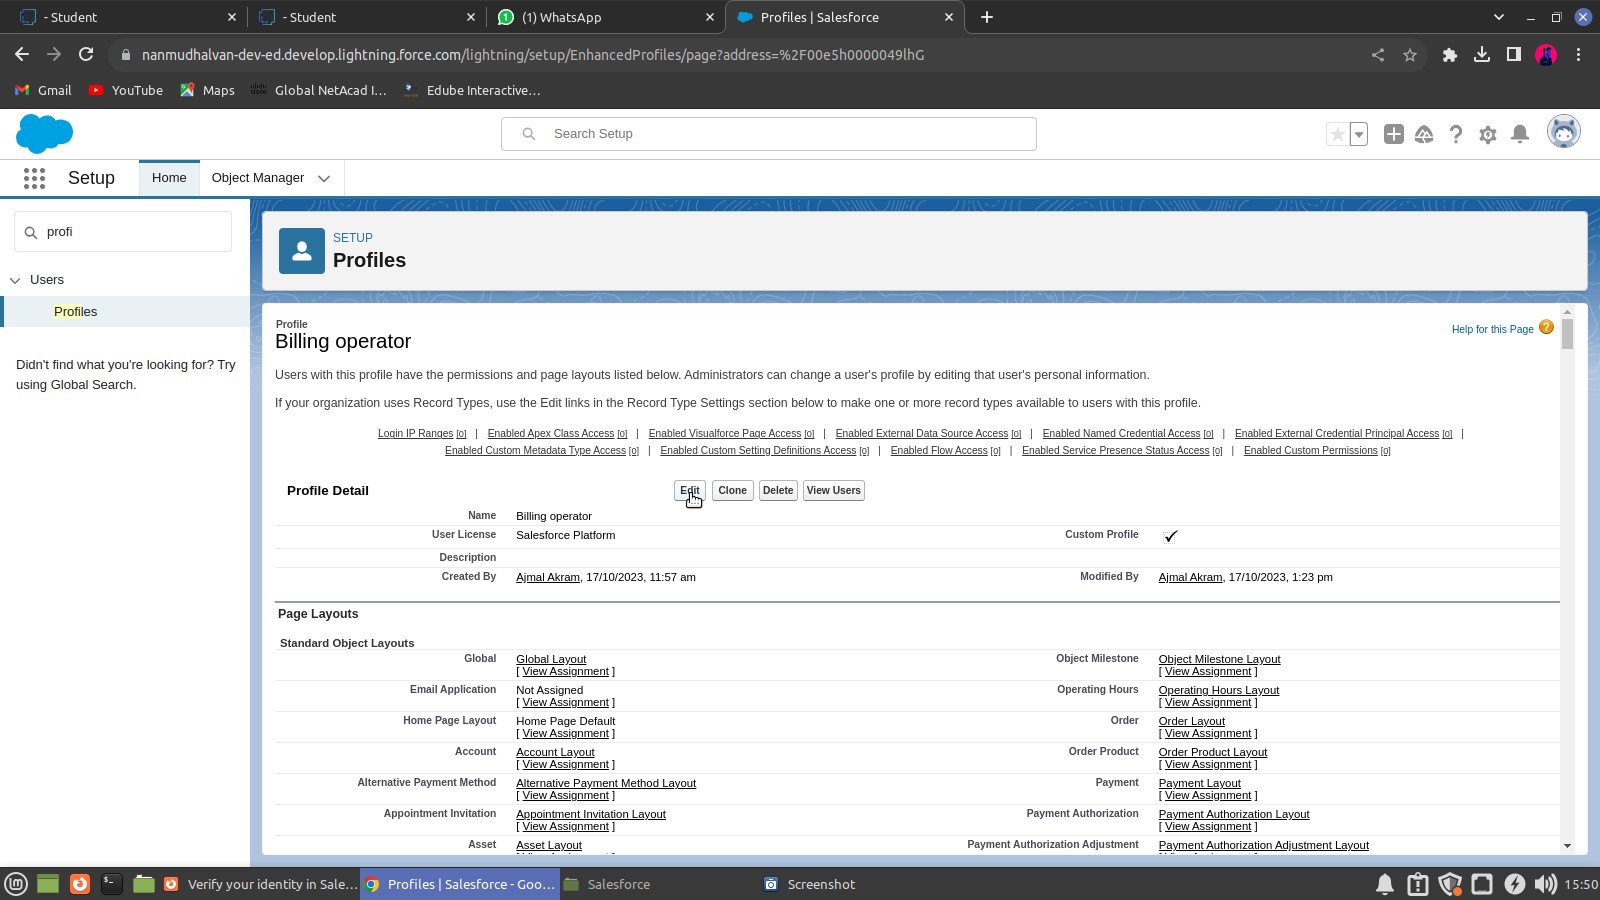 - Student
- Student
(1) WhatsApp
Profiles | Salesforce
nanmudhalvan-dev-ed.develop.lightning.force.com/lightning/setup/EnhancedProfiles/page?address=%2F00e5h0000049lhG
Gmail
YouTube
Maps
Global NetAcad I...
Edube Interactive...
Search Setup
Setup
Home
Object Manager
profi
Users
Profiles
Didn't find what you're looking for? Try
using Global Search.
SETUP
Profiles
Profile
Billing operator
Help for this Page
Users with this profile have the permissions and page layouts listed below. Administrators can change a user's profile by editing that user's personal information.
If your organization uses Record Types, use the Edit links in the Record Type Settings section below to make one or more record types available to users with this profile.
Login IP Ranges [0] | Enabled Apex Class Access [0] | Enabled Visualforce Page Access [0] | Enabled External Data Source Access [0] | Enabled Named Credential Access [0] | Enabled External Credential Principal Access [0] |
Enabled Custom Metadata Type Access [0] | Enabled Custom Setting Definitions Access [0] | Enabled Flow Access [0] | Enabled Service Presence Status Access [0] | Enabled Custom Permissions [0]
Profile Detail
Edit
Clone
Delete
View Users
Name Billing operator
User License Salesforce Platform
Custom Profile
Description
Created By Ajmal Akram, 17/10/2023, 11:57 am
Modified By Ajmal Akram, 17/10/2023, 1:23 pm
Page Layouts
Standard Object Layouts
Global Global Layout
[ View Assignment ]
Object Milestone Object Milestone Layout
[ View Assignment ]
Email Application Not Assigned
[ View Assignment ]
Operating Hours Operating Hours Layout
[ View Assignment ]
Home Page Layout Home Page Default
[ View Assignment ]
Order Order Layout
[ View Assignment ]
Account Account Layout
[ View Assignment ]
Order Product Order Product Layout
[ View Assignment ]
Alternative Payment Method Alternative Payment Method Layout
[ View Assignment ]
Payment Payment Layout
[ View Assignment ]
Appointment Invitation Appointment Invitation Layout
[ View Assignment ]
Payment Authorization Payment Authorization Layout
[ View Assignment ]
Asset Asset Layout
Payment Authorization Adjustment Payment Authorization Adjustment Layout
Verify your identity in Sale...
Profiles | Salesforce - Goo...
Salesforce
Screenshot
15:50